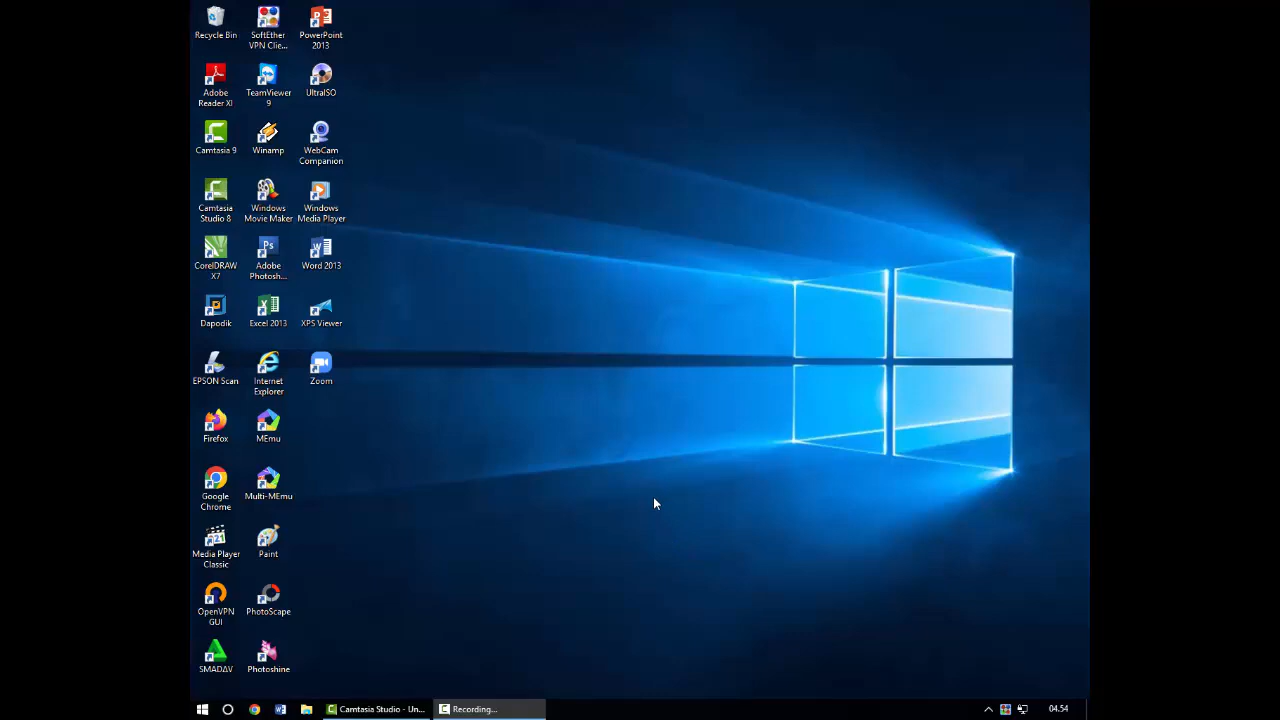 Recycle Bin
SoftEther
VPN Clie...
PowerPoint
2013
Adobe
Reader XI
TeamViewer
9
UltraISO
Camtasia 9
Winamp
WebCam
Companion
Camtasia
Studio 8
Windows
Movie Maker
Windows
Media Player
CorelDRAW
X7
Ps
Adobe
Photosh...
Word 2013
Dapodik
Excel 2013
XPS Viewer
EPSON Scan
Internet
Explorer
Zoom
Firefox
MEmu
Google
Chrome
Multi-MEmu
321
Media Player
Classic
Paint
OpenVPN
GUI
PhotoScape
SMADΔV
Photoshine
Camtasia Studio - Un...
Recording...
04.54